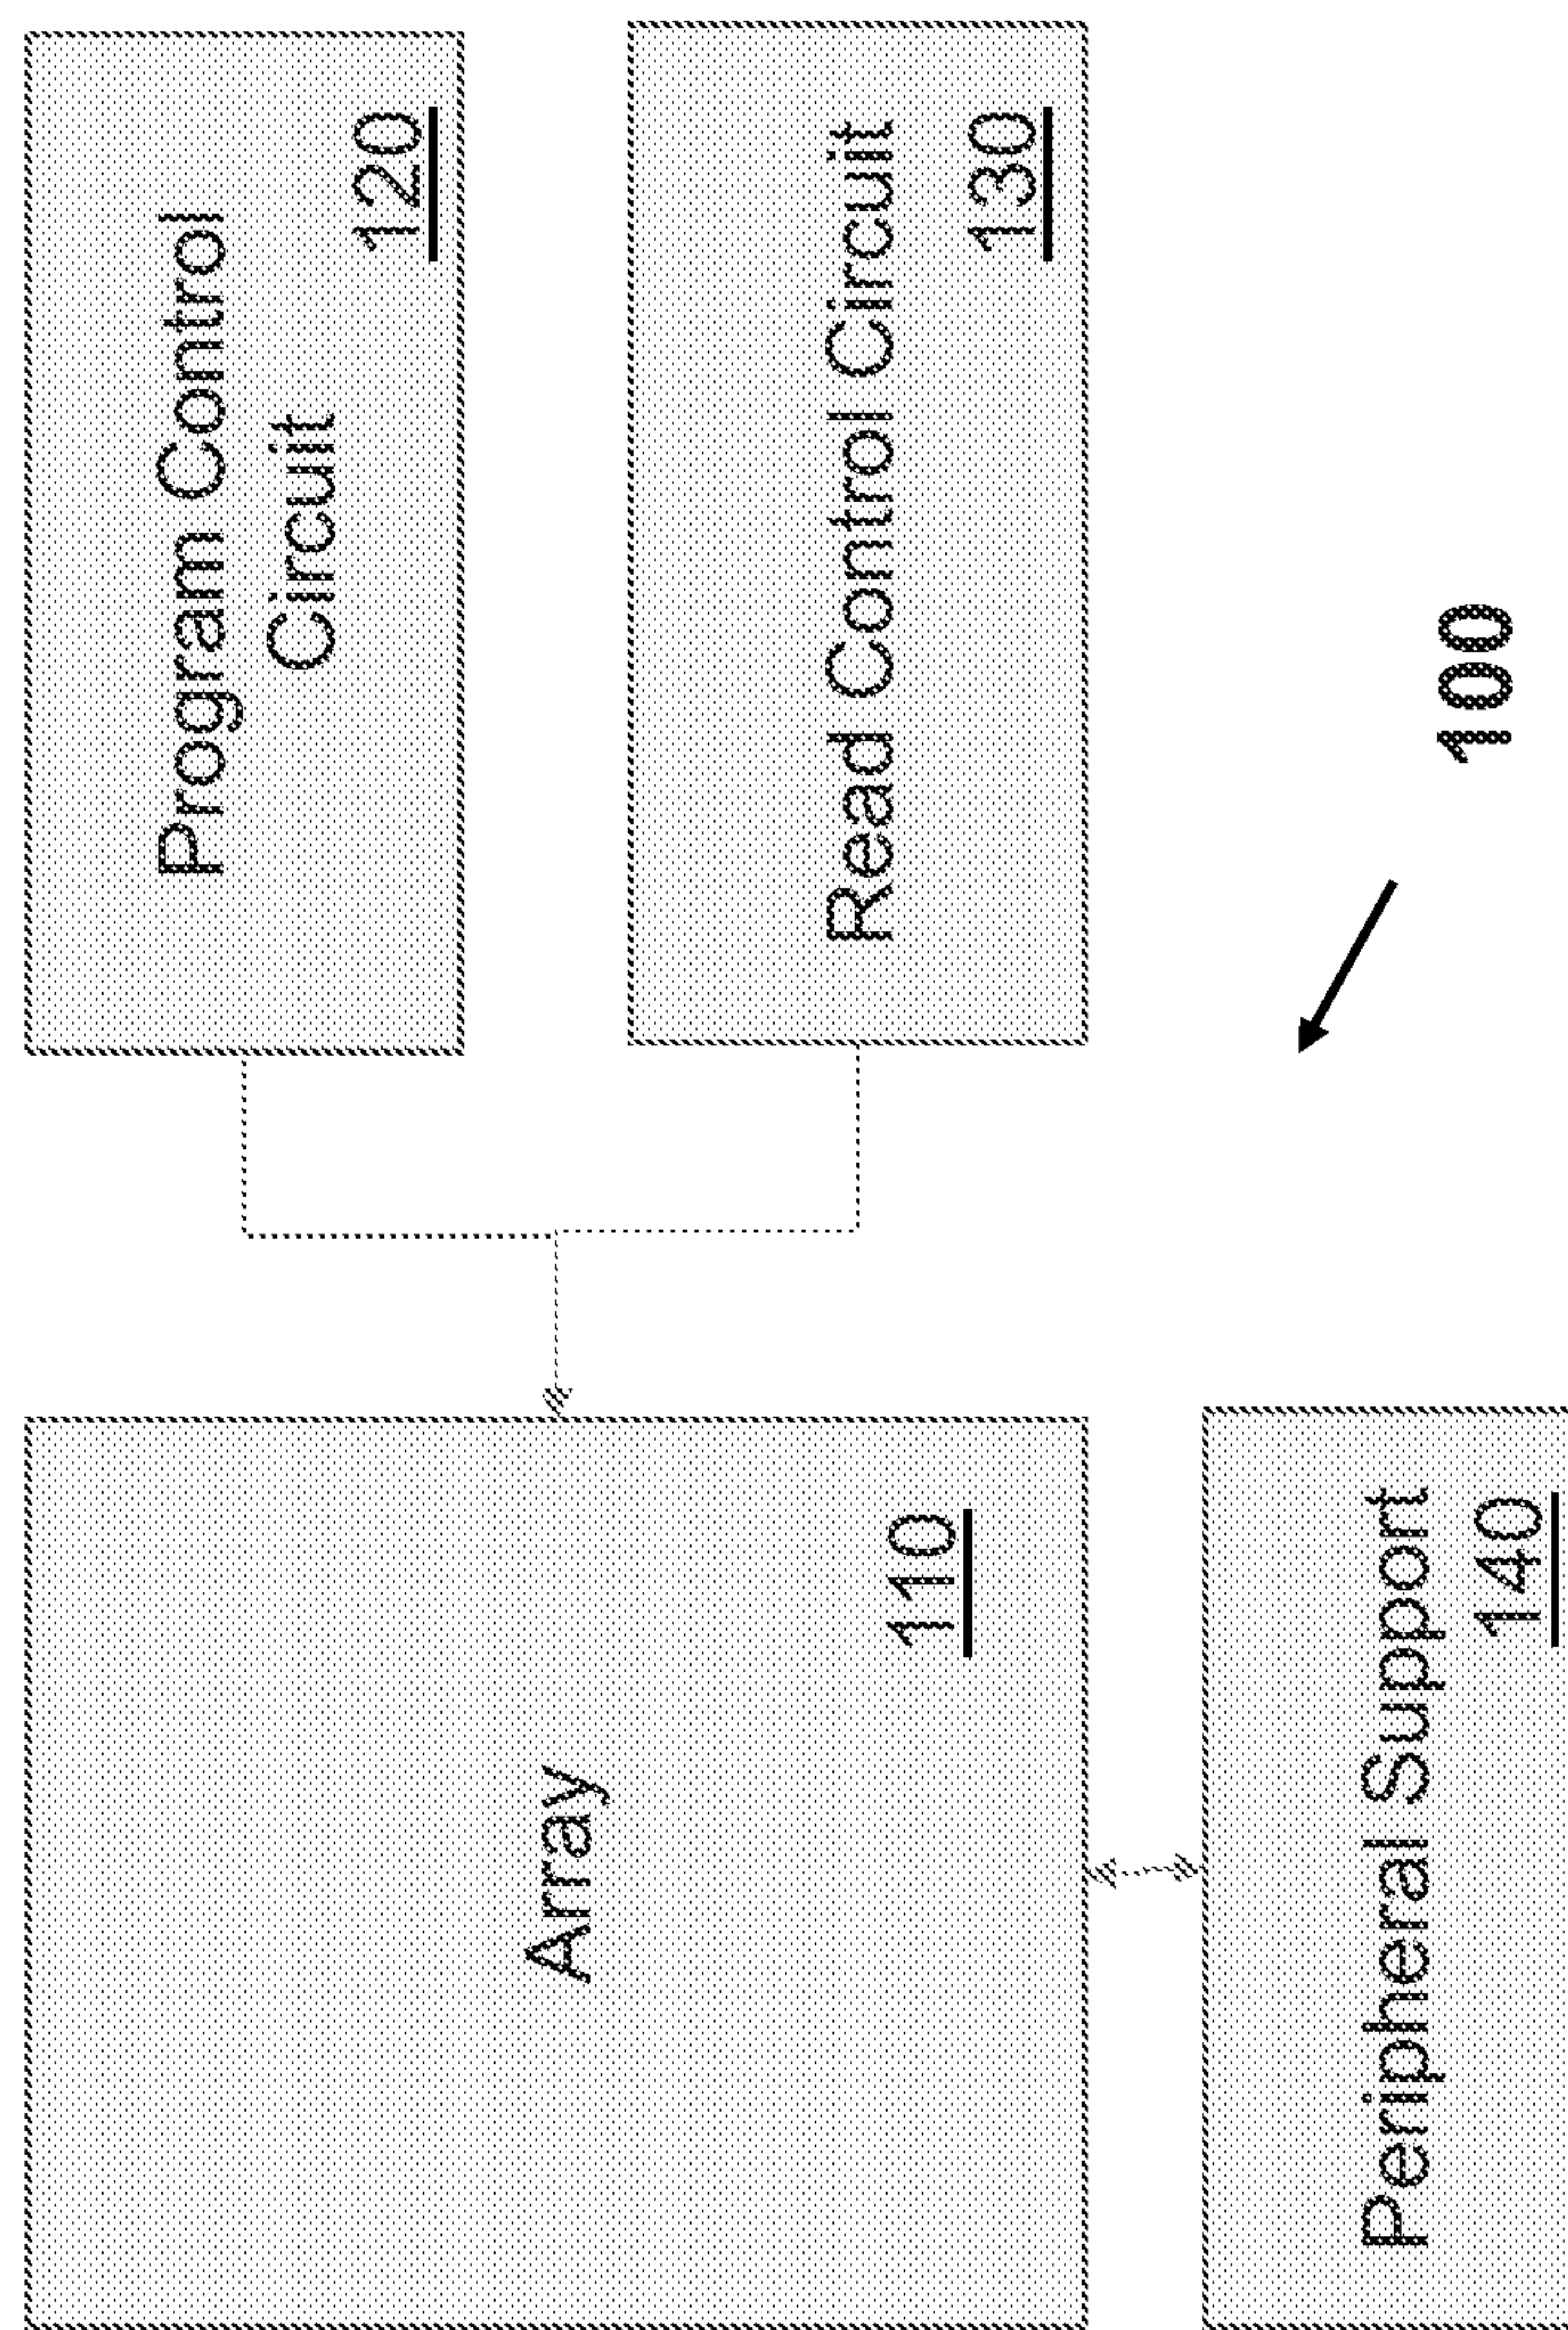 Array
110
Program Control
Circuit
120
Read Control Circuit
130
Peripheral Support
140
100